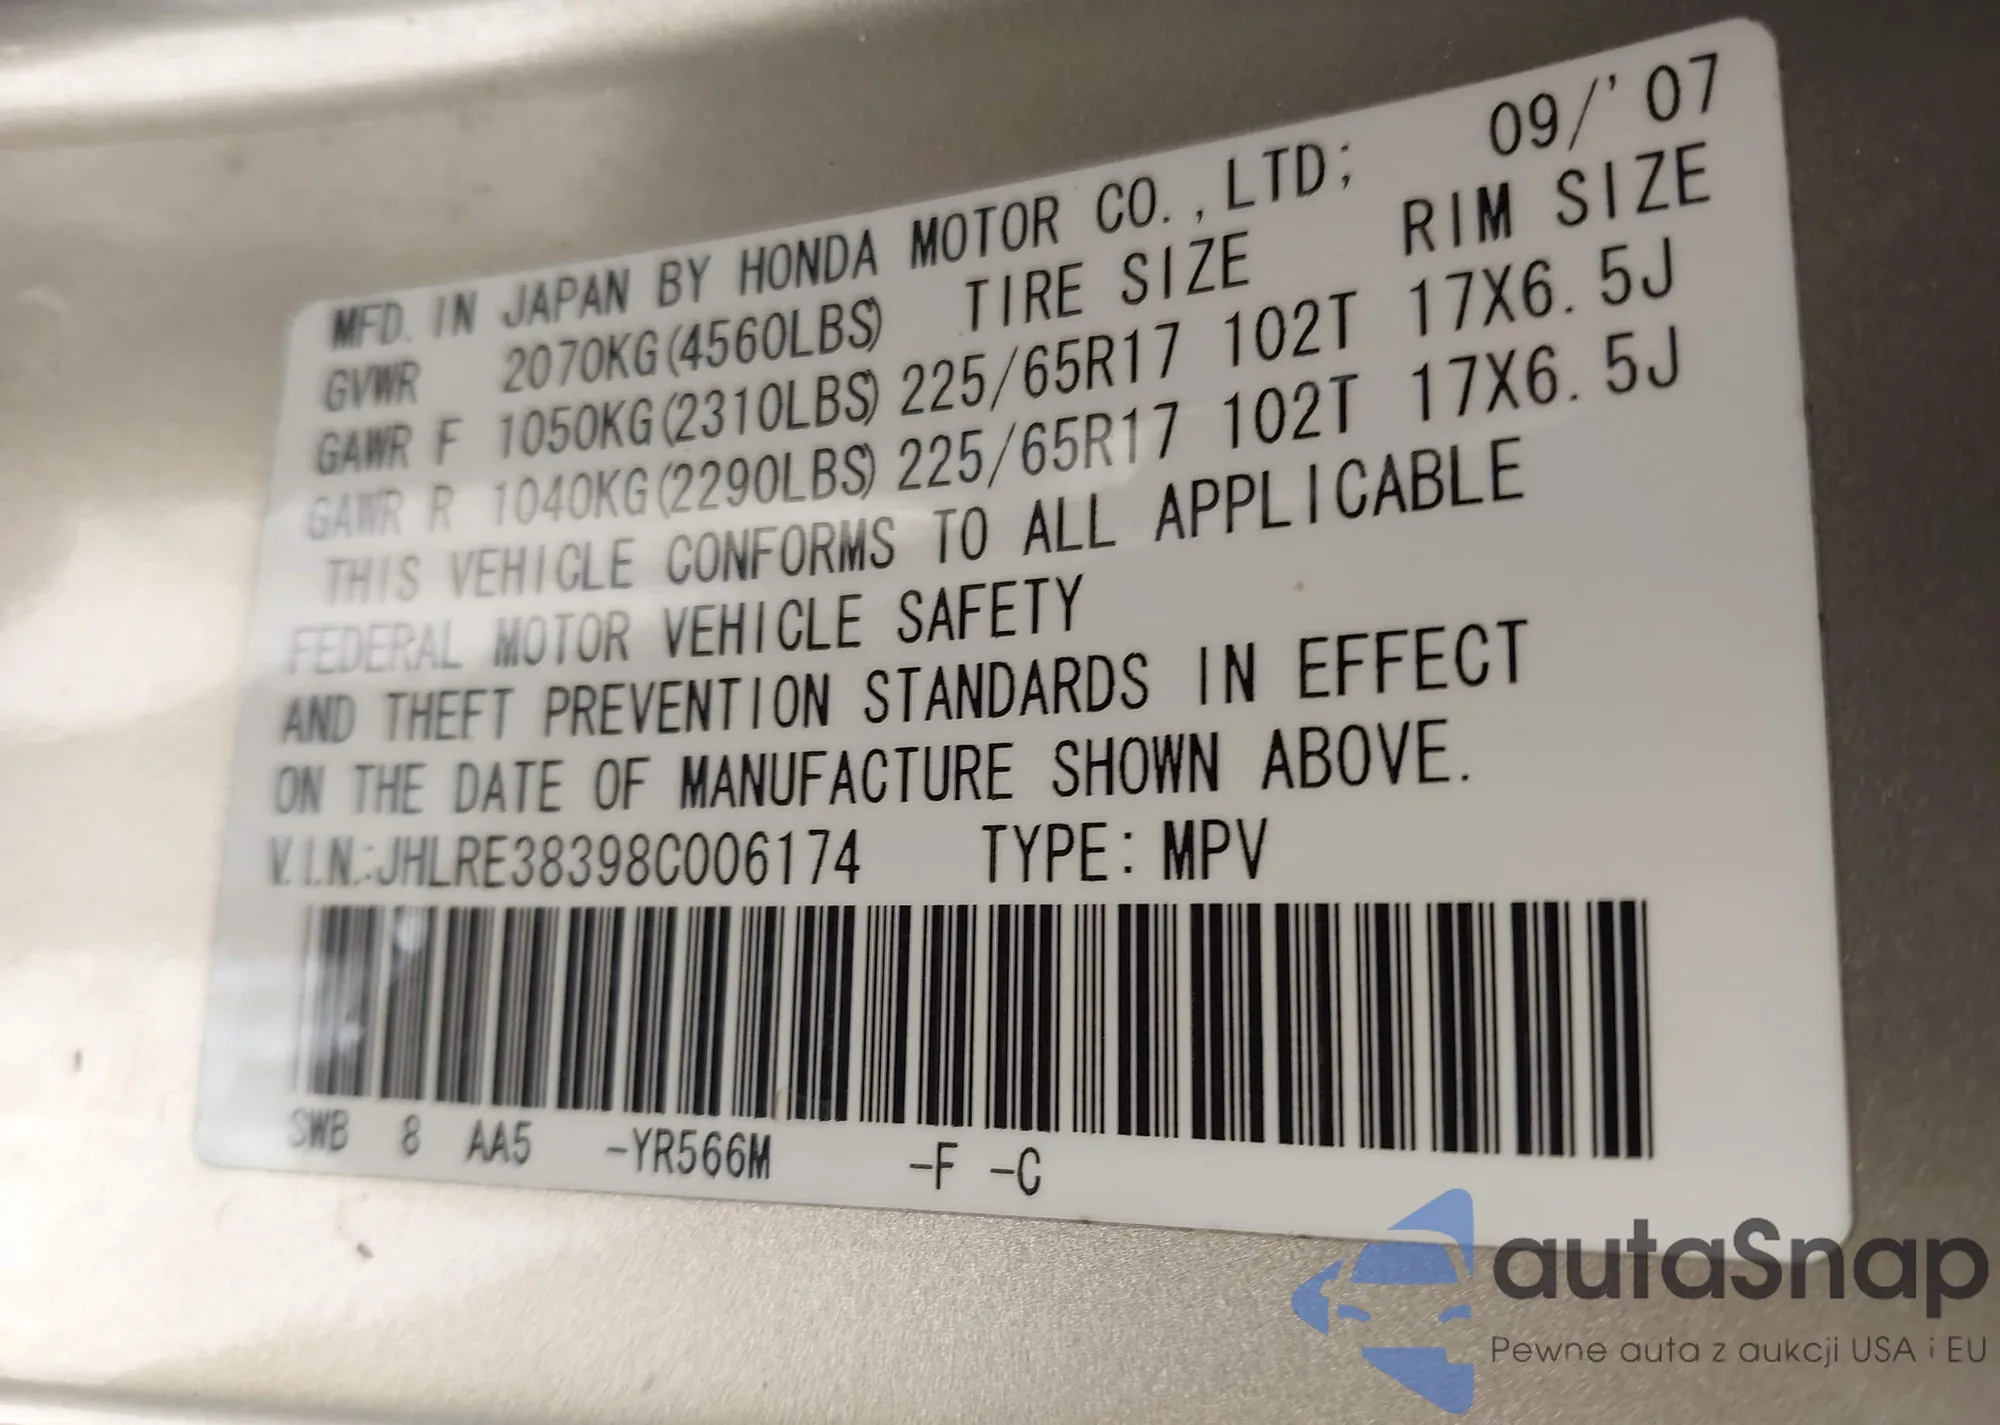 MFD. IN JAPAN BY HONDA MOTOR CO.,LTD; 09/'07
GVWR 2070KG(4560LBS) TIRE SIZE RIM SIZE
GAWR F 1050KG(2310LBS) 225/65R17 102T 17X6.5J
GAWR R 1040KG(2290LBS) 225/65R17 102T 17X6.5J
THIS VEHICLE CONFORMS TO ALL APPLICABLE
FEDERAL MOTOR VEHICLE SAFETY
AND THEFT PREVENTION STANDARDS IN EFFECT
ON THE DATE OF MANUFACTURE SHOWN ABOVE.
V.I.N.:JHLRE38398C006174 TYPE: MPV
SWB 8 AA5 -YR566M -F -C
autaSnap
Pewne auta z aukcji USA i EU